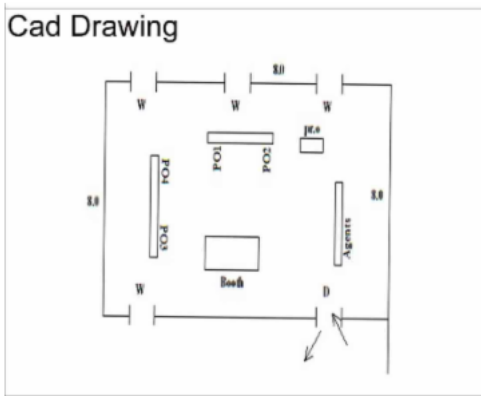 Cad Drawing
8.0
W W W
pr.o
PO1 PO2
PO4
8.0 8.0
PO3
Agents
Booth
W D